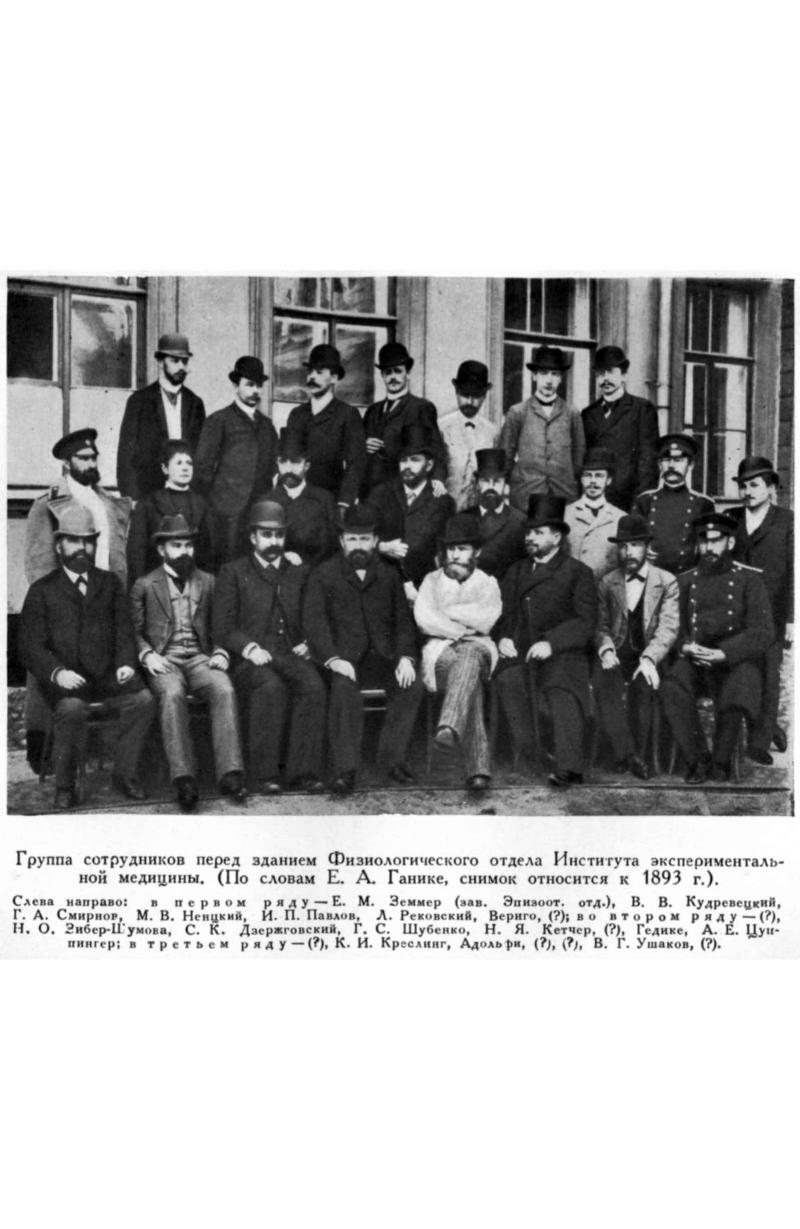 Группа сотрудников перед зданием Физиологического отдела Института эксперименталь-
ной медицины. (По словам Е. А. Ганике, снимок относится к 1893 г.).
Слева направо: в первом ряду — Е. М. Земмер (зав. Эпизоот. отд.), В. В. Кудревецкий,
Г. А. Смирнов, М. В. Ненцкий, И. П. Павлов, Л. Рековский, Вериго, (?); во втором ряду — (?),
Н. О. Зибер-Шумова, С. К. Дзержговский, Г. С. Шубенко, Н. Я. Кетчер, (?), Гедике, А. Е. Цун-
пингер; в третьем ряду — (?), К. И. Креслинг, Адольфи, (?), (?), В. Г. Ушаков, (?).